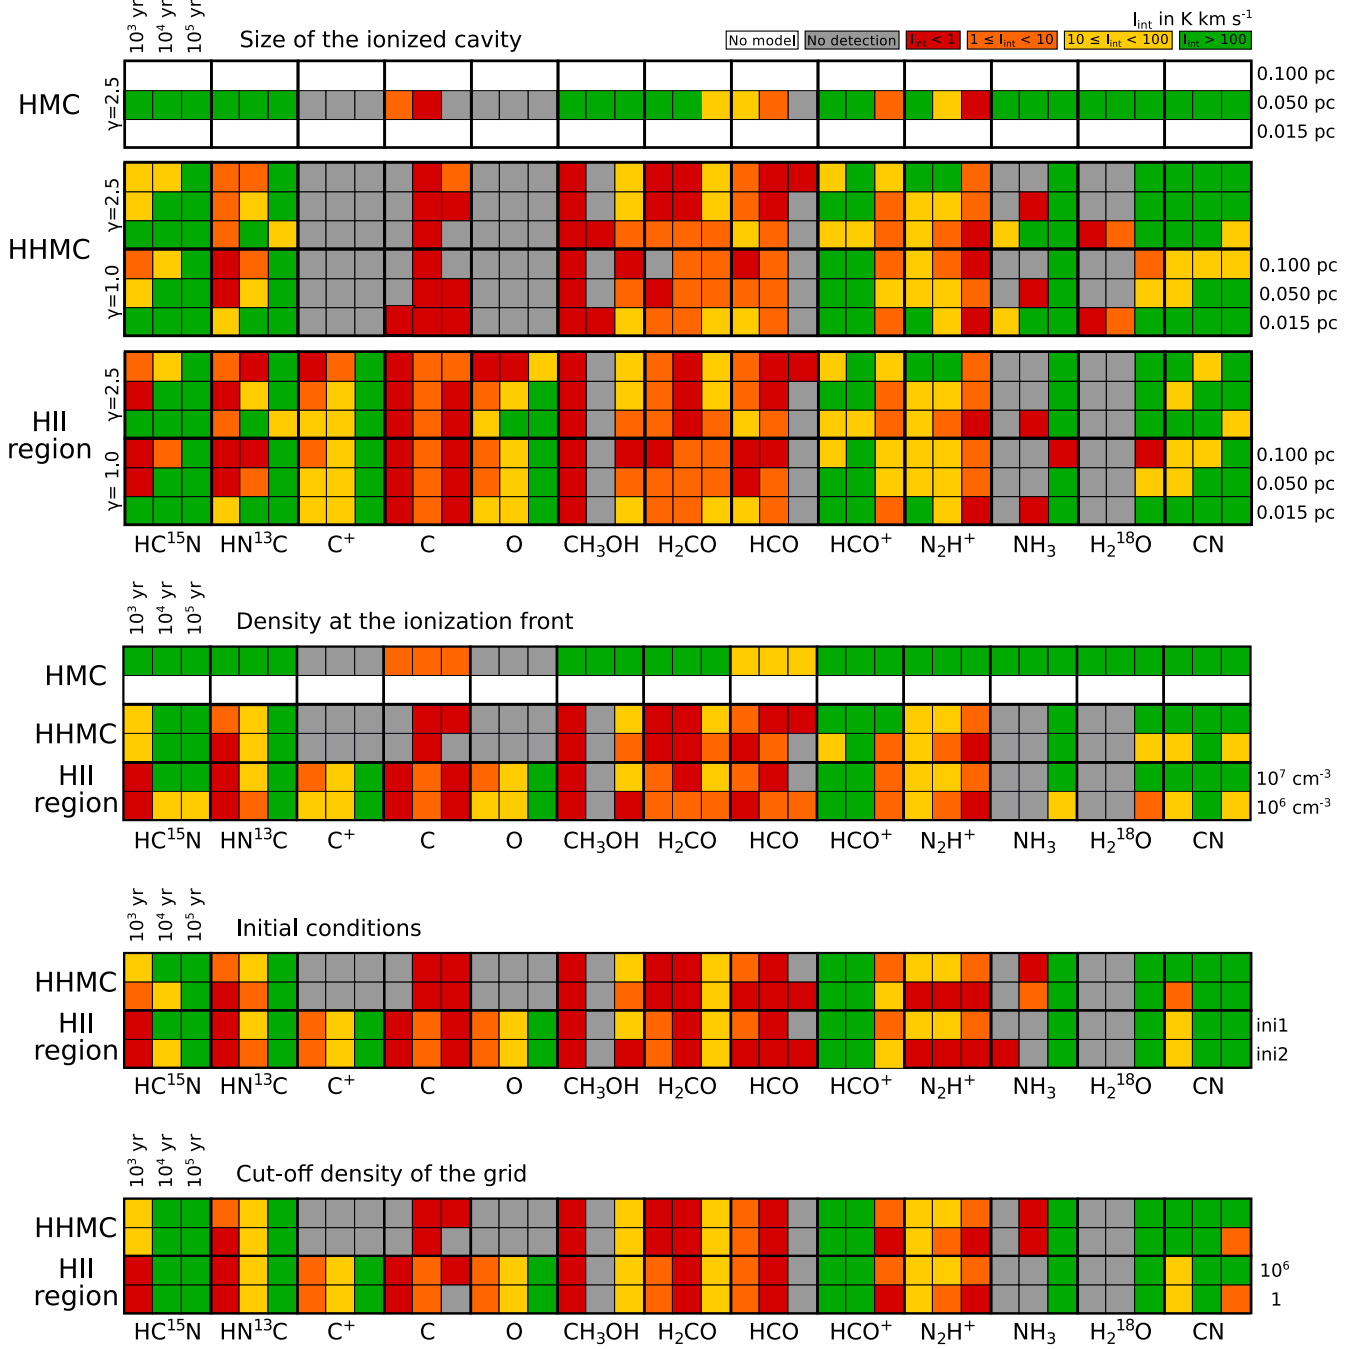 I_int in K km s⁻¹
10³ yr 10⁴ yr 10⁵ yr
Size of the ionized cavity
No model No detection I_int < 1 1 ≤ I_int < 10 10 ≤ I_int < 100 I_int > 100
HMC
γ=2.5
0.100 pc
0.050 pc
0.015 pc
HHMC
γ=2.5
γ=1.0
0.100 pc
0.050 pc
0.015 pc
HII
region
γ=2.5
γ= 1.0
0.100 pc
0.050 pc
0.015 pc
HC¹⁵N HN¹³C C⁺ C O CH₃OH H₂CO HCO HCO⁺ N₂H⁺ NH₃ H₂¹⁸O CN
10³ yr 10⁴ yr 10⁵ yr
Density at the ionization front
HMC
HHMC
HII
region
10⁷ cm⁻³
10⁶ cm⁻³
HC¹⁵N HN¹³C C⁺ C O CH₃OH H₂CO HCO HCO⁺ N₂H⁺ NH₃ H₂¹⁸O CN
10³ yr 10⁴ yr 10⁵ yr
Initial conditions
HHMC
HII
region
ini1
ini2
HC¹⁵N HN¹³C C⁺ C O CH₃OH H₂CO HCO HCO⁺ N₂H⁺ NH₃ H₂¹⁸O CN
10³ yr 10⁴ yr 10⁵ yr
Cut-off density of the grid
HHMC
HII
region
10⁶
1
HC¹⁵N HN¹³C C⁺ C O CH₃OH H₂CO HCO HCO⁺ N₂H⁺ NH₃ H₂¹⁸O CN